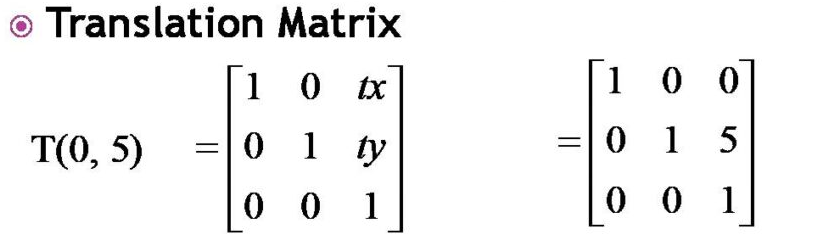 Translation Matrix
1 0 tx 1 0 0
T(0, 5) = 0 1 ty = 0 1 5
0 0 1 0 0 1